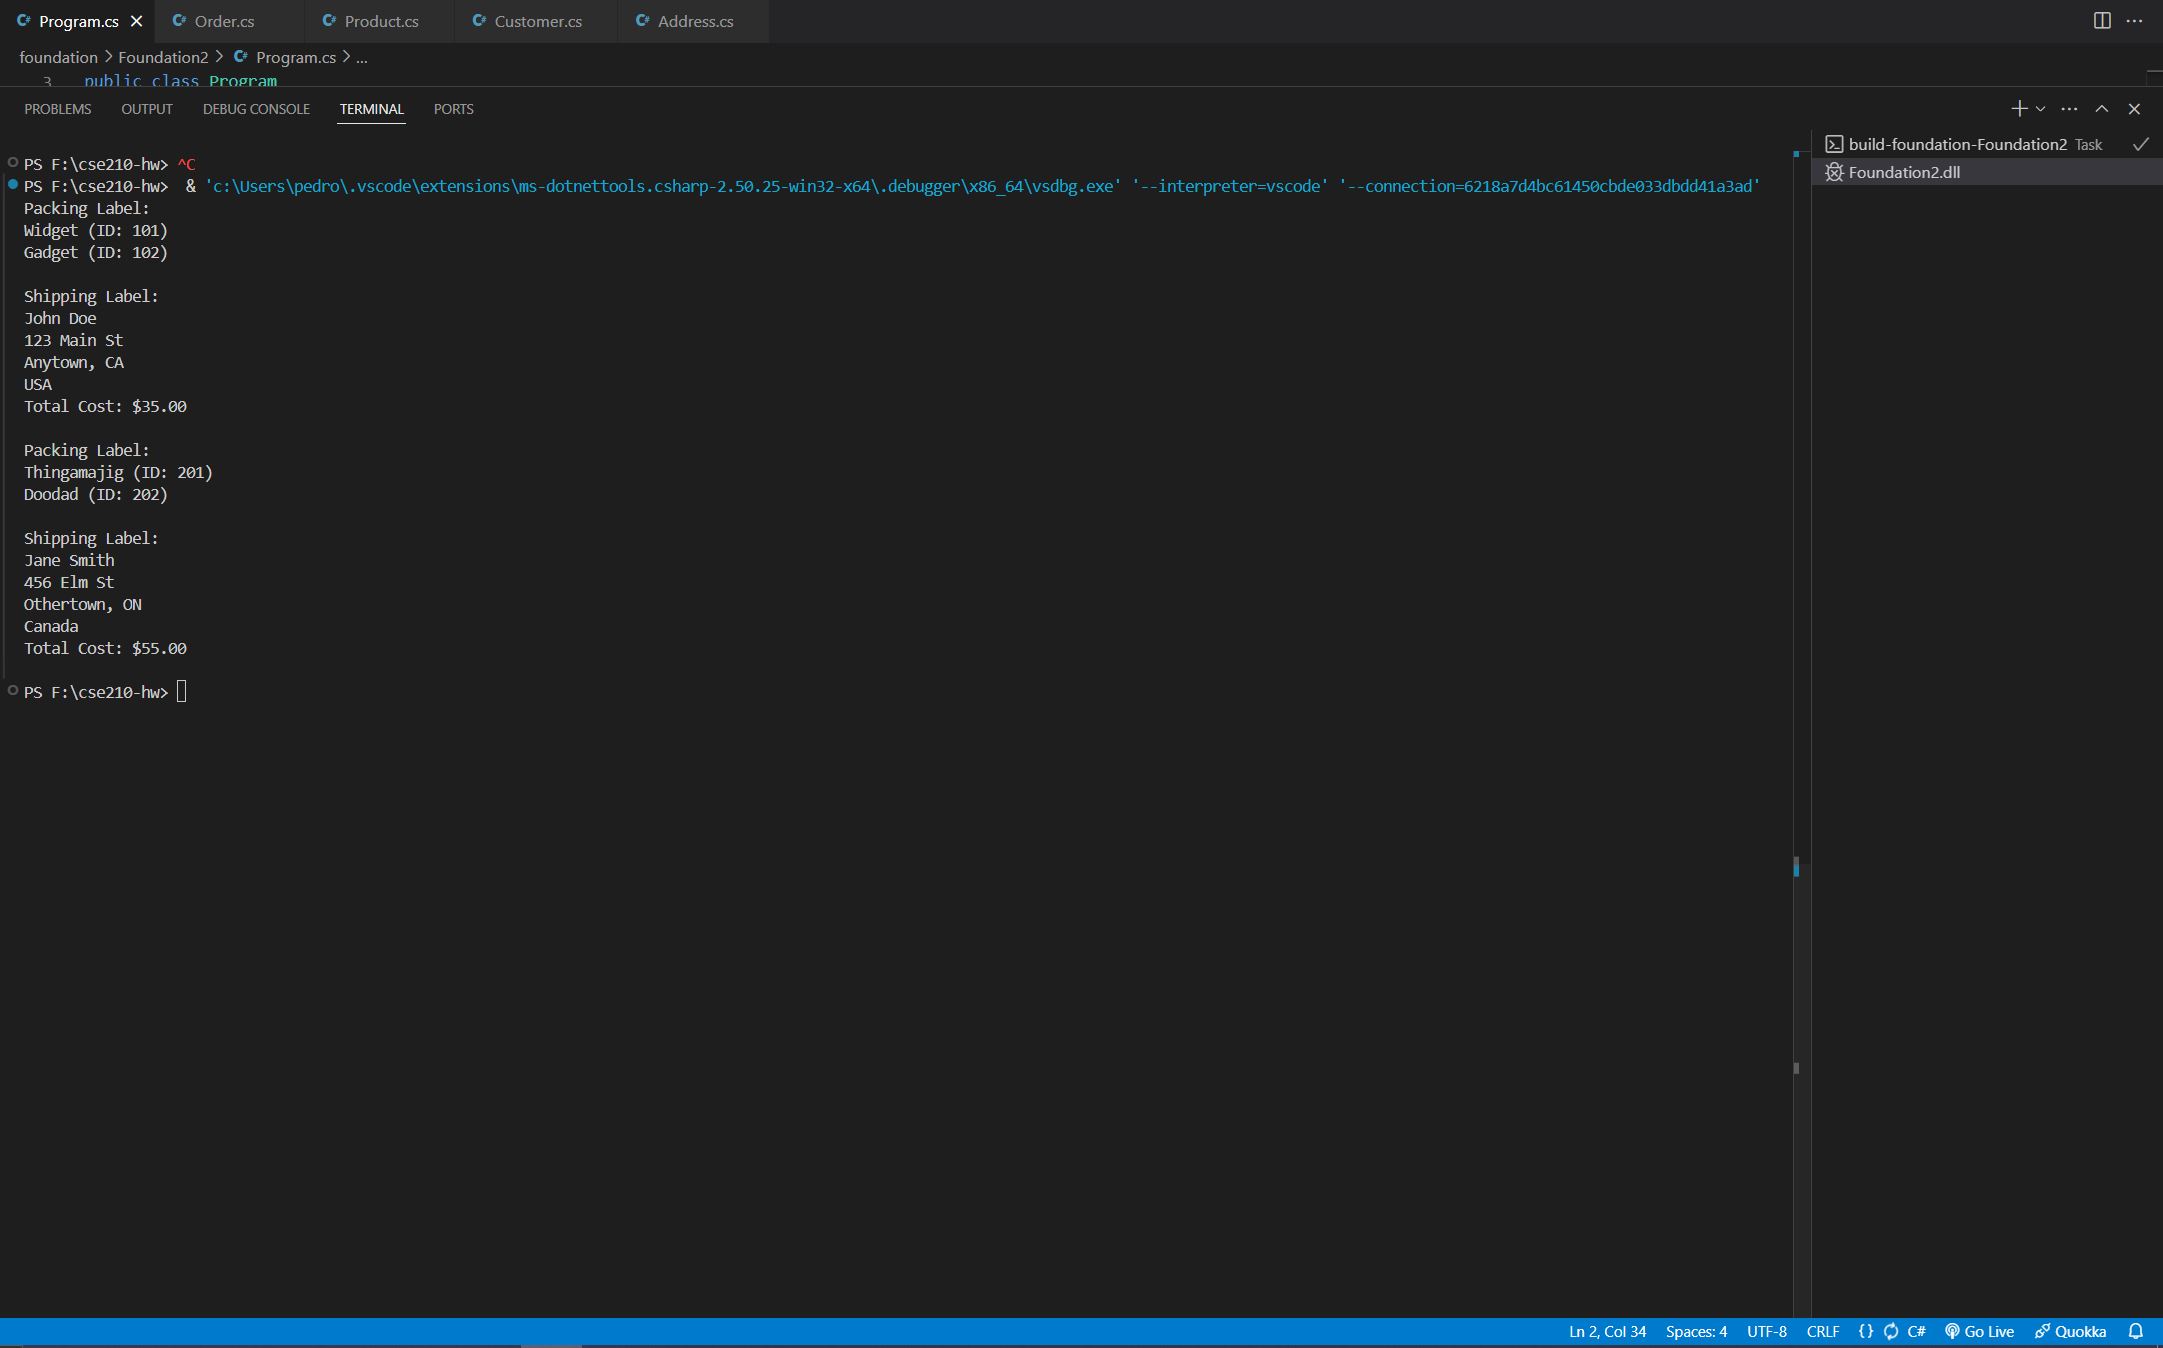 Program.cs
Order.cs
Product.cs
Customer.cs
Address.cs
foundation > Foundation2 > Program.cs > ...
3 public class Program
PROBLEMS OUTPUT DEBUG CONSOLE TERMINAL PORTS
build-foundation-Foundation2 Task
Foundation2.dll
PS F:\cse210-hw> ^C
PS F:\cse210-hw>  & 'c:\Users\pedro\.vscode\extensions\ms-dotnettools.csharp-2.50.25-win32-x64\.debugger\x86_64\vsdbg.exe' '--interpreter=vscode' '--connection=6218a7d4bc61450cbde033dbdd41a3ad'
Packing Label:
Widget (ID: 101)
Gadget (ID: 102)
Shipping Label:
John Doe
123 Main St
Anytown, CA
USA
Total Cost: $35.00
Packing Label:
Thingamajig (ID: 201)
Doodad (ID: 202)
Shipping Label:
Jane Smith
456 Elm St
Othertown, ON
Canada
Total Cost: $55.00
PS F:\cse210-hw>
Ln 2, Col 34 Spaces: 4 UTF-8 CRLF {} C# Go Live Quokka